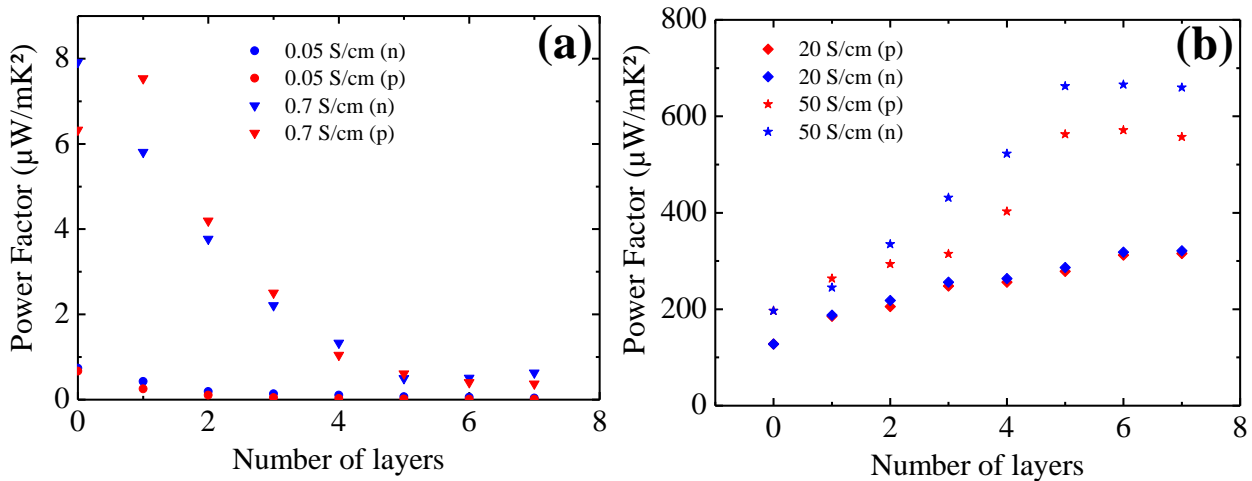 (a)
0.05 S/cm (n)
0.05 S/cm (p)
0.7 S/cm (n)
0.7 S/cm (p)
Power Factor (µW/mK²)
8
6
4
2
0
0 2 4 6 8
Number of layers
(b)
20 S/cm (p)
20 S/cm (n)
50 S/cm (p)
50 S/cm (n)
Power Factor (µW/mK²)
800
600
400
200
0
0 2 4 6 8
Number of layers